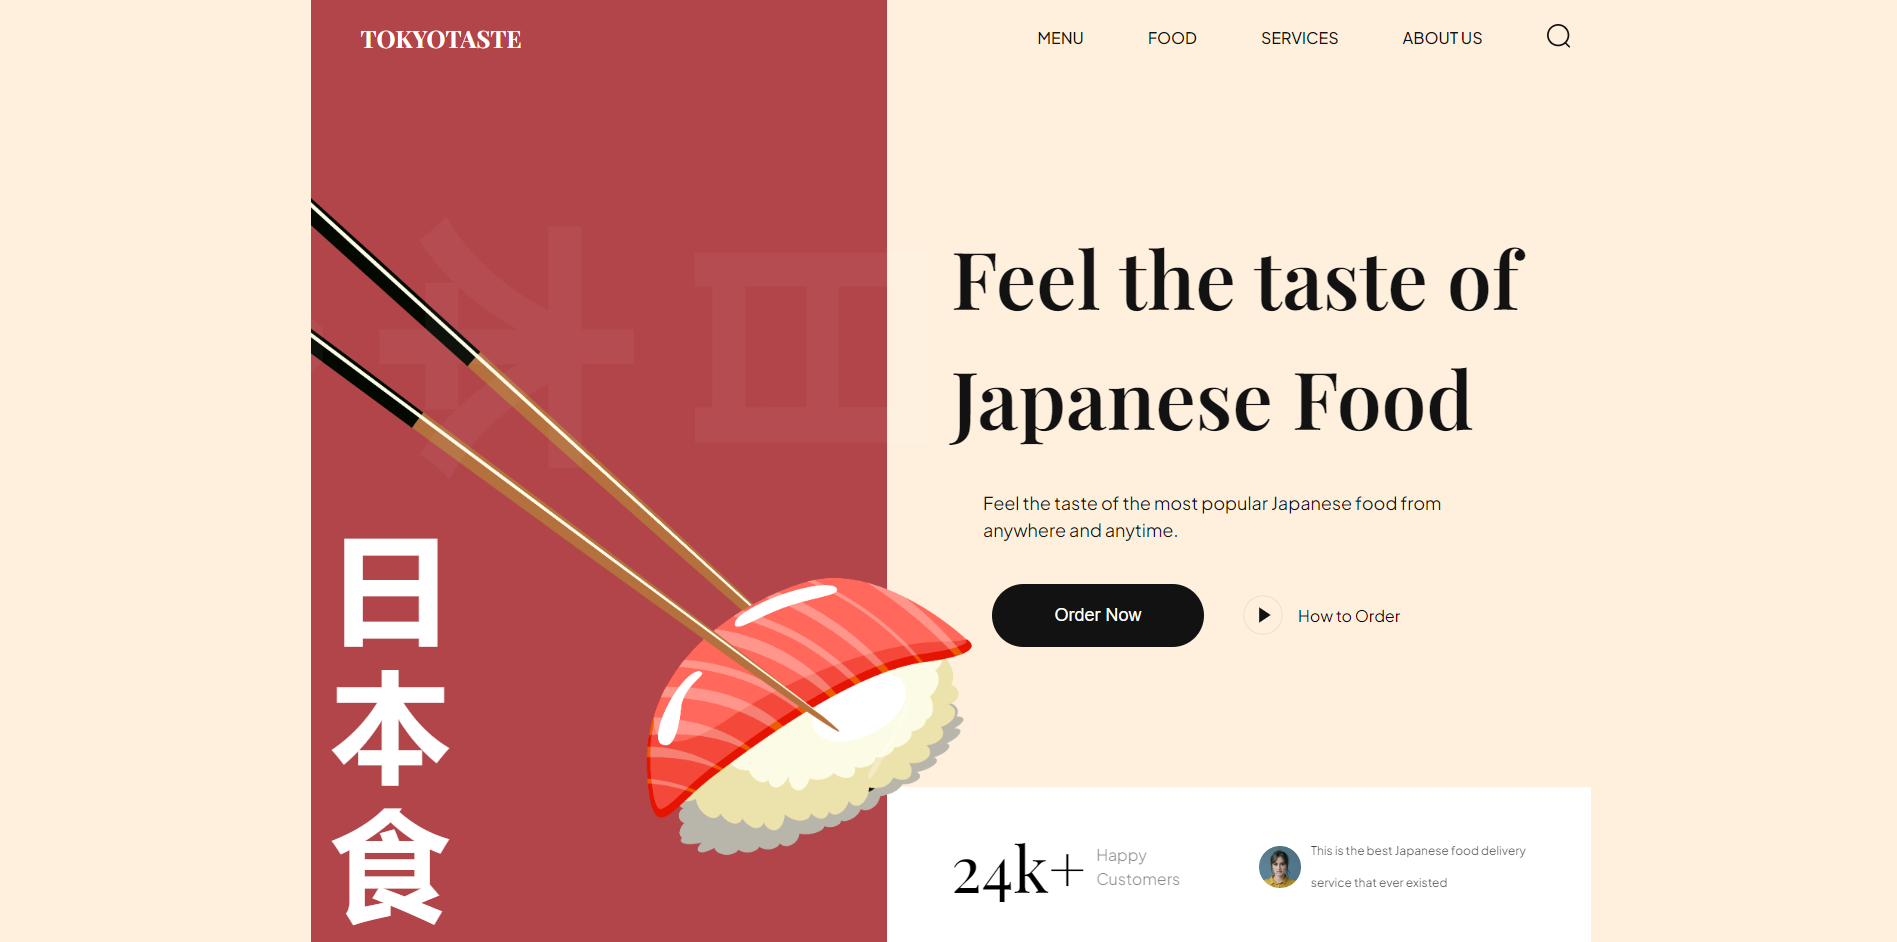 TOKYOTASTE
MENU FOOD SERVICES ABOUT US
Feel the taste of
Japanese Food
Feel the taste of the most popular Japanese food from
anywhere and anytime.
Order Now
How to Order
日
本
食
24k+
Happy
Customers
This is the best Japanese food delivery
service that ever existed